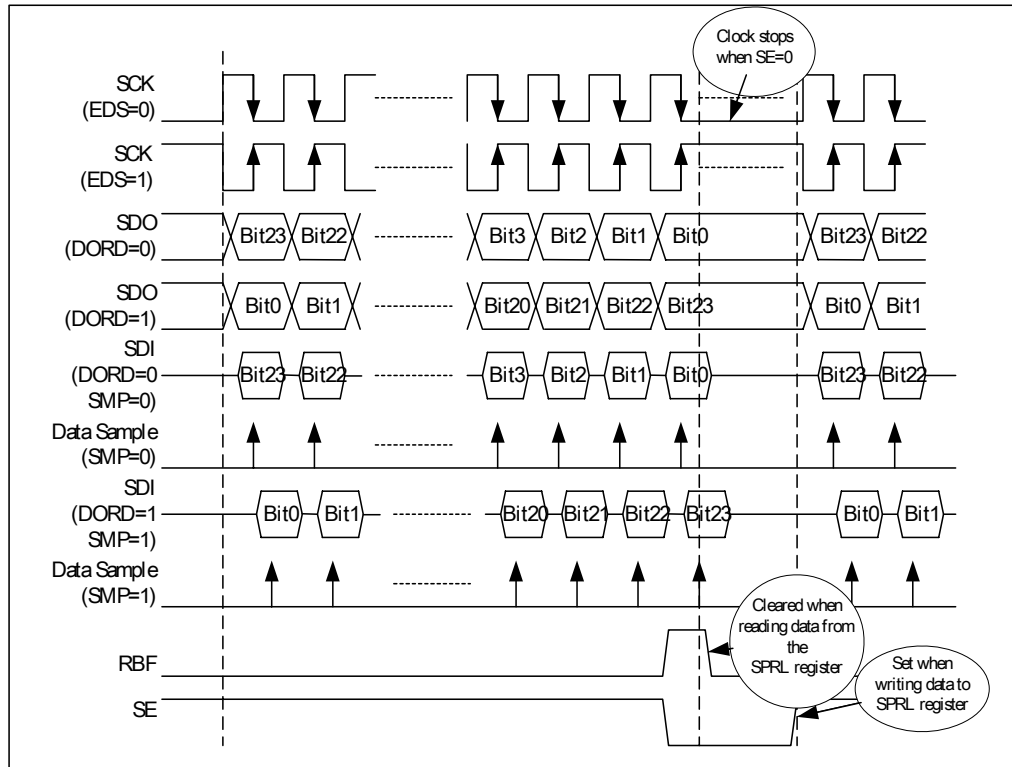 Clock stops
when SE=0
SCK
(EDS=0)
SCK
(EDS=1)
SDO
(DORD=0)
Bit23 Bit22 Bit3 Bit2 Bit1 Bit0 Bit23 Bit22
SDO
(DORD=1)
Bit0 Bit1 Bit20 Bit21 Bit22 Bit23 Bit0 Bit1
SDI
(DORD=0
SMP=0)
Bit23 Bit22 Bit3 Bit2 Bit1 Bit0 Bit23 Bit22
Data Sample
(SMP=0)
SDI
(DORD=1
SMP=1)
Bit0 Bit1 Bit20 Bit21 Bit22 Bit23 Bit0 Bit1
Data Sample
(SMP=1)
Cleared when
reading data from
the
SPRL register
RBF
Set when
writing data to
SPRL register
SE